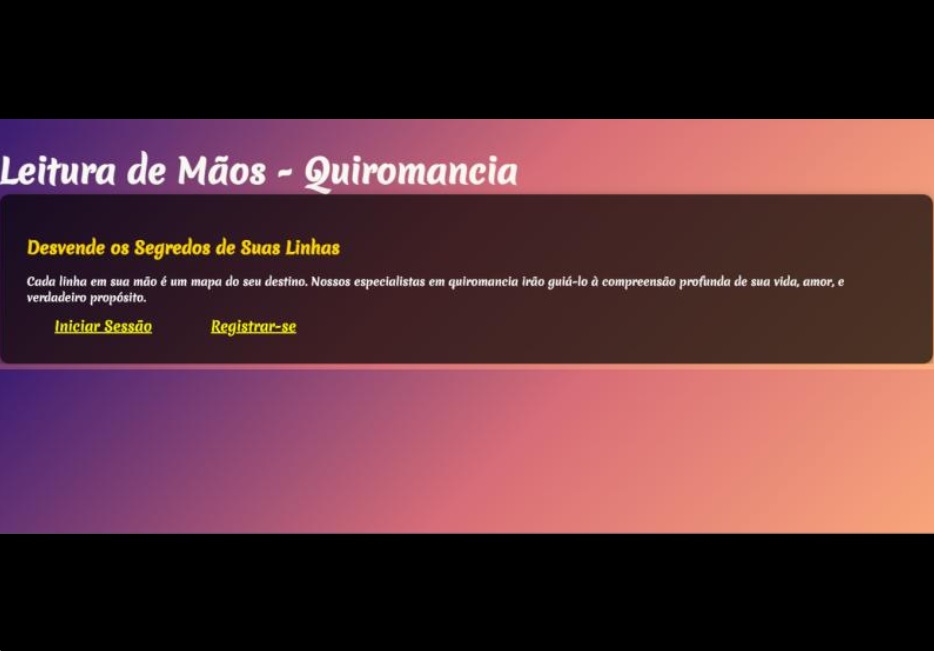 Leitura de Mãos - Quiromancia
Desvende os Segredos de Suas Linhas
Cada linha em sua mão é um mapa do seu destino. Nossos especialistas em quiromancia irão guiá-lo à compreensão profunda de sua vida, amor, e
verdadeiro propósito.
Iniciar Sessão Registrar-se